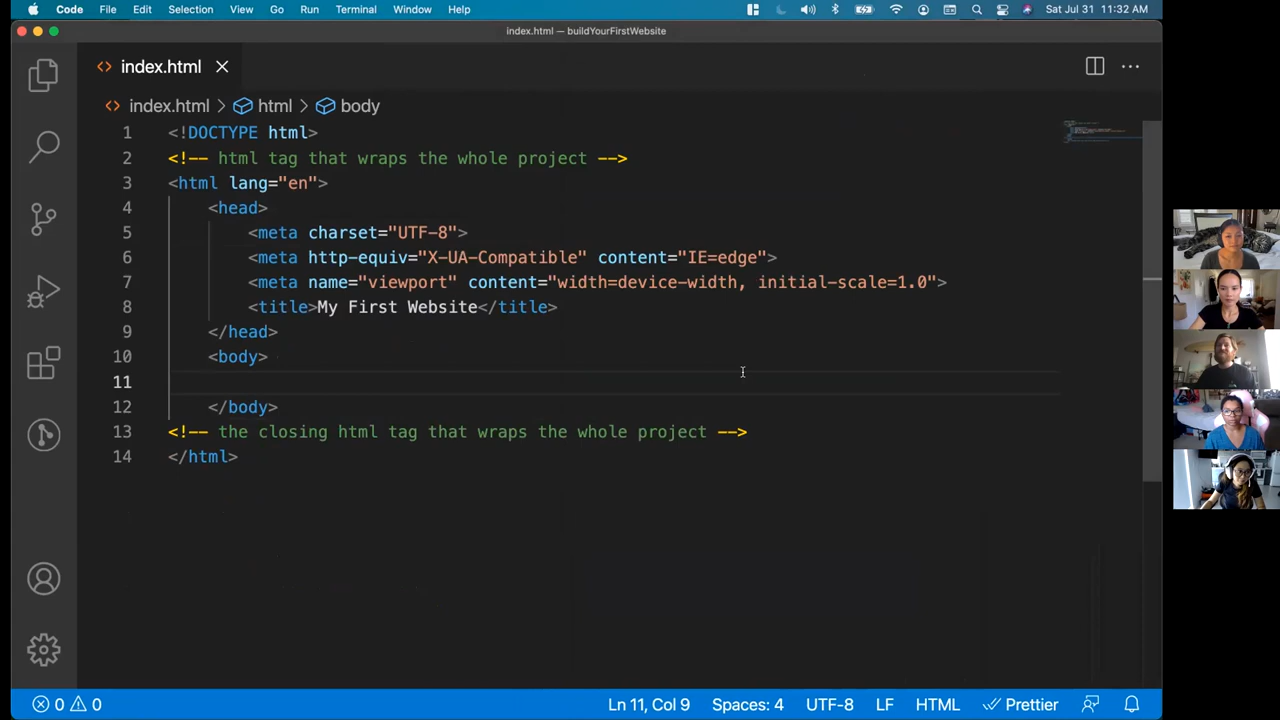 Code File Edit Selection View Go Run Terminal Window Help Sat Jul 31 11:32 AM
index.html — buildYourFirstWebsite
<> index.html
<> index.html > html > body
1 <!DOCTYPE html>
2 <!-- html tag that wraps the whole project -->
3 <html lang="en">
4 <head>
5 <meta charset="UTF-8">
6 <meta http-equiv="X-UA-Compatible" content="IE=edge">
7 <meta name="viewport" content="width=device-width, initial-scale=1.0">
8 <title>My First Website</title>
9 </head>
10 <body>
11
12 </body>
13 <!-- the closing html tag that wraps the whole project -->
14 </html>
0 0 Ln 11, Col 9 Spaces: 4 UTF-8 LF HTML Prettier